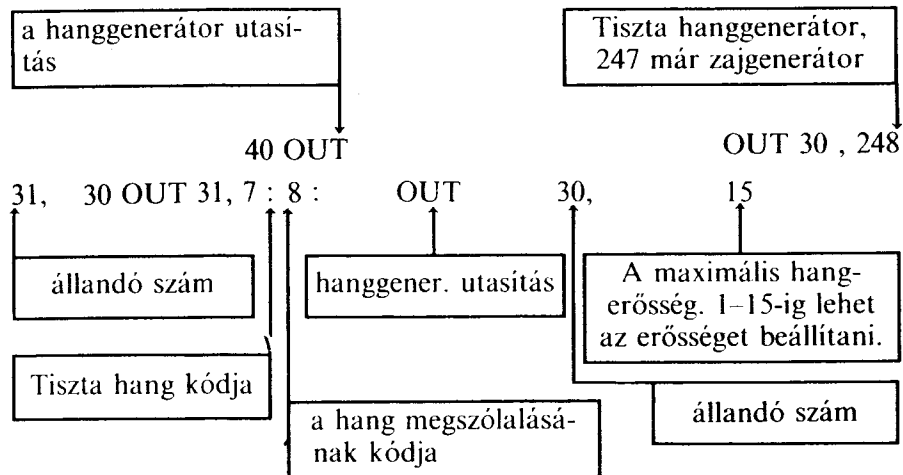 a hanggenerátor utasí-
tás
Tiszta hanggenerátor,
247 már zajgenerátor
40 OUT
OUT 30 , 248
31, 30 OUT 31, 7 : 8 : OUT 30, 15
állandó szám
hanggener. utasítás
A maximális hang-
erősség. 1–15-ig lehet
az erősséget beállítani.
Tiszta hang kódja
a hang megszólalásá-
nak kódja
állandó szám